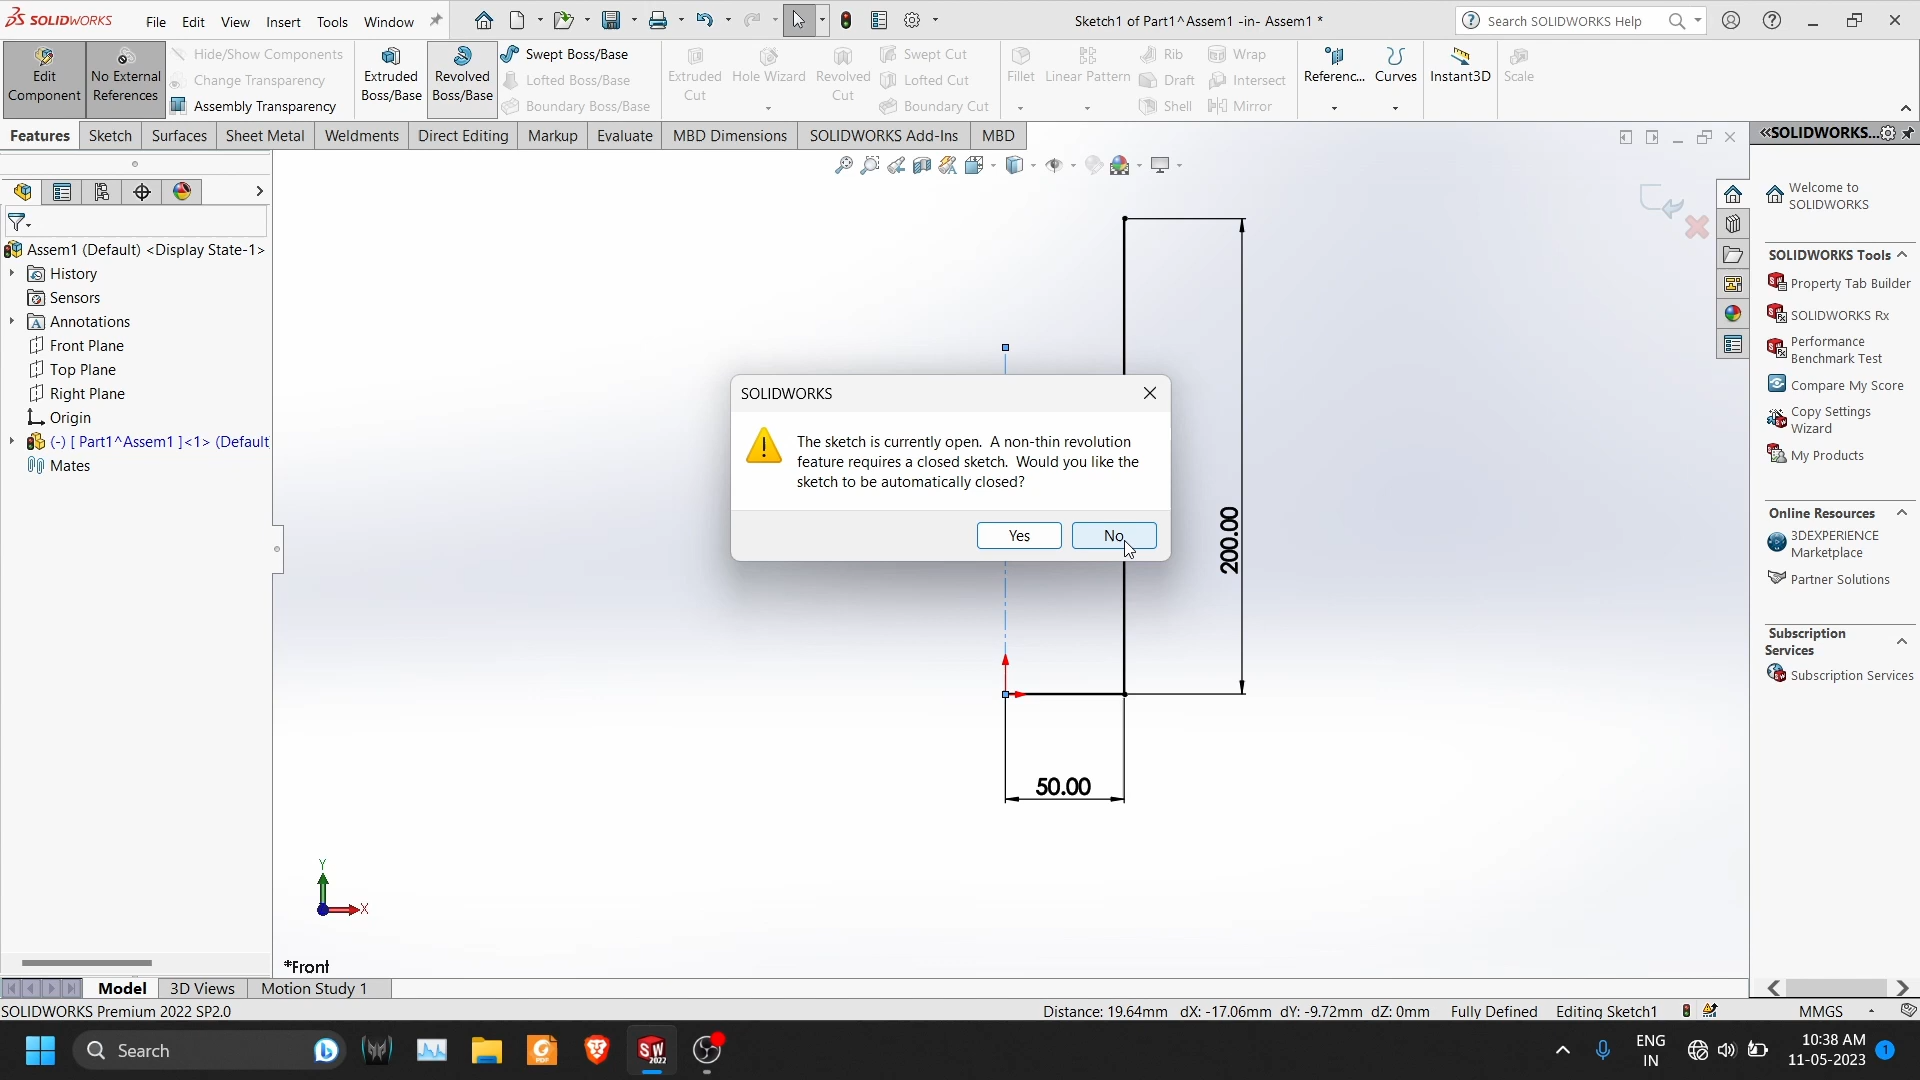 SOLIDWORKS
File
Edit
View
Insert
Tools
Window
Sketch1 of Part1^Assem1 -in- Assem1 *
Search SOLIDWORKS Help
Edit
Component
No External
References
Hide/Show Components
Change Transparency
Assembly Transparency
Extruded
Boss/Base
Revolved
Boss/Base
Swept Boss/Base
Lofted Boss/Base
Boundary Boss/Base
Extruded
Cut
Hole Wizard
Revolved
Cut
Swept Cut
Lofted Cut
Boundary Cut
Fillet
Linear Pattern
Rib
Draft
Shell
Wrap
Intersect
Mirror
Referenc...
Curves
Instant3D
Scale
Features
Sketch
Surfaces
Sheet Metal
Weldments
Direct Editing
Markup
Evaluate
MBD Dimensions
SOLIDWORKS Add-Ins
MBD
Assem1 (Default) <Display State-1>
History
Sensors
Annotations
Front Plane
Top Plane
Right Plane
Origin
(-) [ Part1^Assem1 ]<1> (Default
Mates
SOLIDWORKS
The sketch is currently open. A non-thin revolution
feature requires a closed sketch. Would you like the
sketch to be automatically closed?
Yes
No
200.00
50.00
Y
X
*Front
«SOLIDWORKS...
Welcome to
SOLIDWORKS
SOLIDWORKS Tools
Property Tab Builder
SOLIDWORKS Rx
Performance
Benchmark Test
Compare My Score
Copy Settings
Wizard
My Products
Online Resources
3DEXPERIENCE
Marketplace
Partner Solutions
Subscription
Services
Subscription Services
Model
3D Views
Motion Study 1
SOLIDWORKS Premium 2022 SP2.0
Distance: 19.64mm dX: -17.06mm dY: -9.72mm dZ: 0mm
Fully Defined
Editing Sketch1
MMGS
Search
SW
2022
ENG
IN
10:38 AM
11-05-2023
1